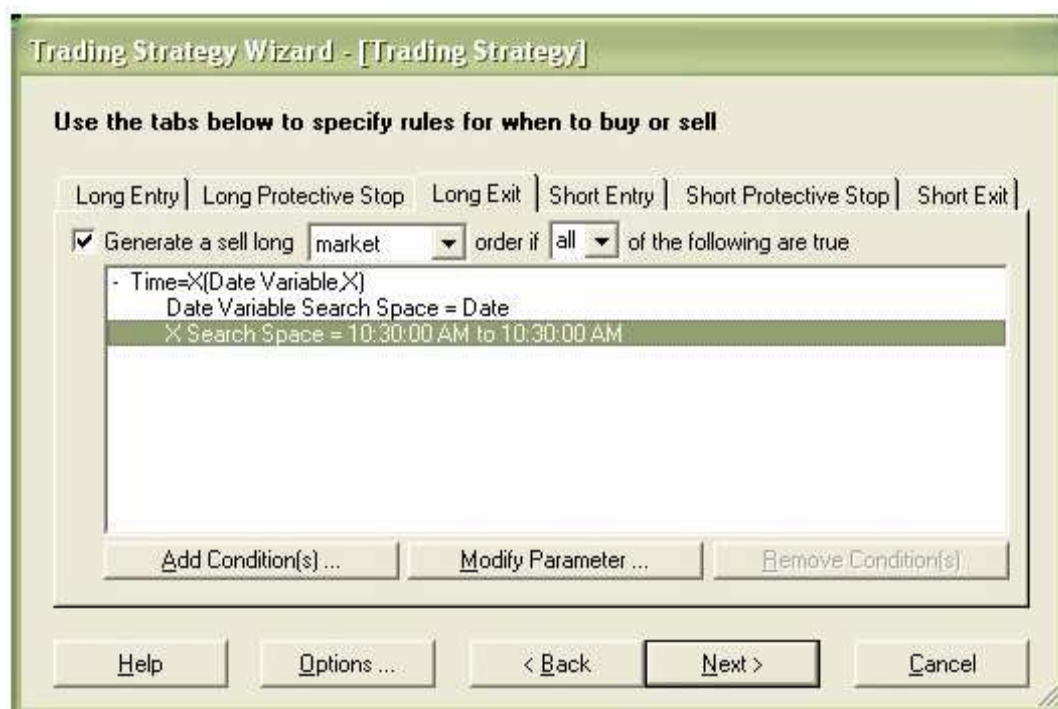 Trading Strategy Wizard - [Trading Strategy]
Use the tabs below to specify rules for when to buy or sell
Long Entry Long Protective Stop Long Exit Short Entry Short Protective Stop Short Exit
Generate a sell long market order if all of the following are true
- Time=X(Date Variable,X)
Date Variable Search Space = Date
X Search Space = 10:30:00 AM to 10:30:00 AM
Add Condition(s) ... Modify Parameter ... Remove Condition(s)
Help Options ... < Back Next > Cancel